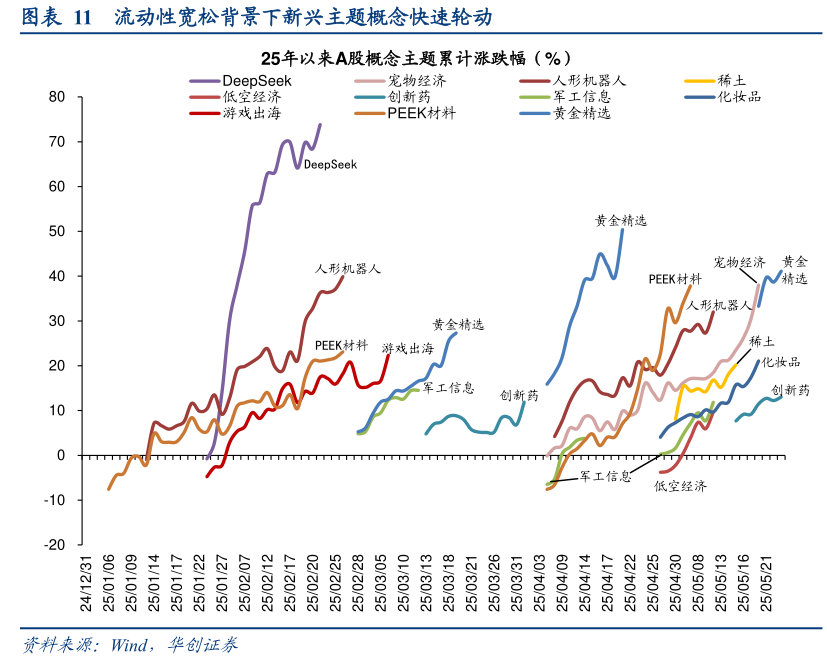 图表 11 流动性宽松背景下新兴主题概念快速轮动
25年以来A股概念主题累计涨跌幅（%）
DeepSeek 宠物经济 人形机器人 稀土
低空经济 创新药 军工信息 化妆品
游戏出海 PEEK材料 黄金精选
80
70
60
50
40
30
20
10
0
-10
-20
DeepSeek
人形机器人
PEEK材料
游戏出海
黄金精选
军工信息
创新药
黄金精选
军工信息
PEEK材料
人形机器人
宠物经济
黄金
精选
稀土
化妆品
创新药
低空经济
24/12/31
25/01/06
25/01/09
25/01/14
25/01/17
25/01/22
25/01/27
25/02/07
25/02/12
25/02/17
25/02/20
25/02/25
25/02/28
25/03/05
25/03/10
25/03/13
25/03/18
25/03/21
25/03/26
25/03/31
25/04/03
25/04/09
25/04/14
25/04/17
25/04/22
25/04/25
25/04/30
25/05/08
25/05/13
25/05/16
25/05/21
资料来源：Wind，华创证券